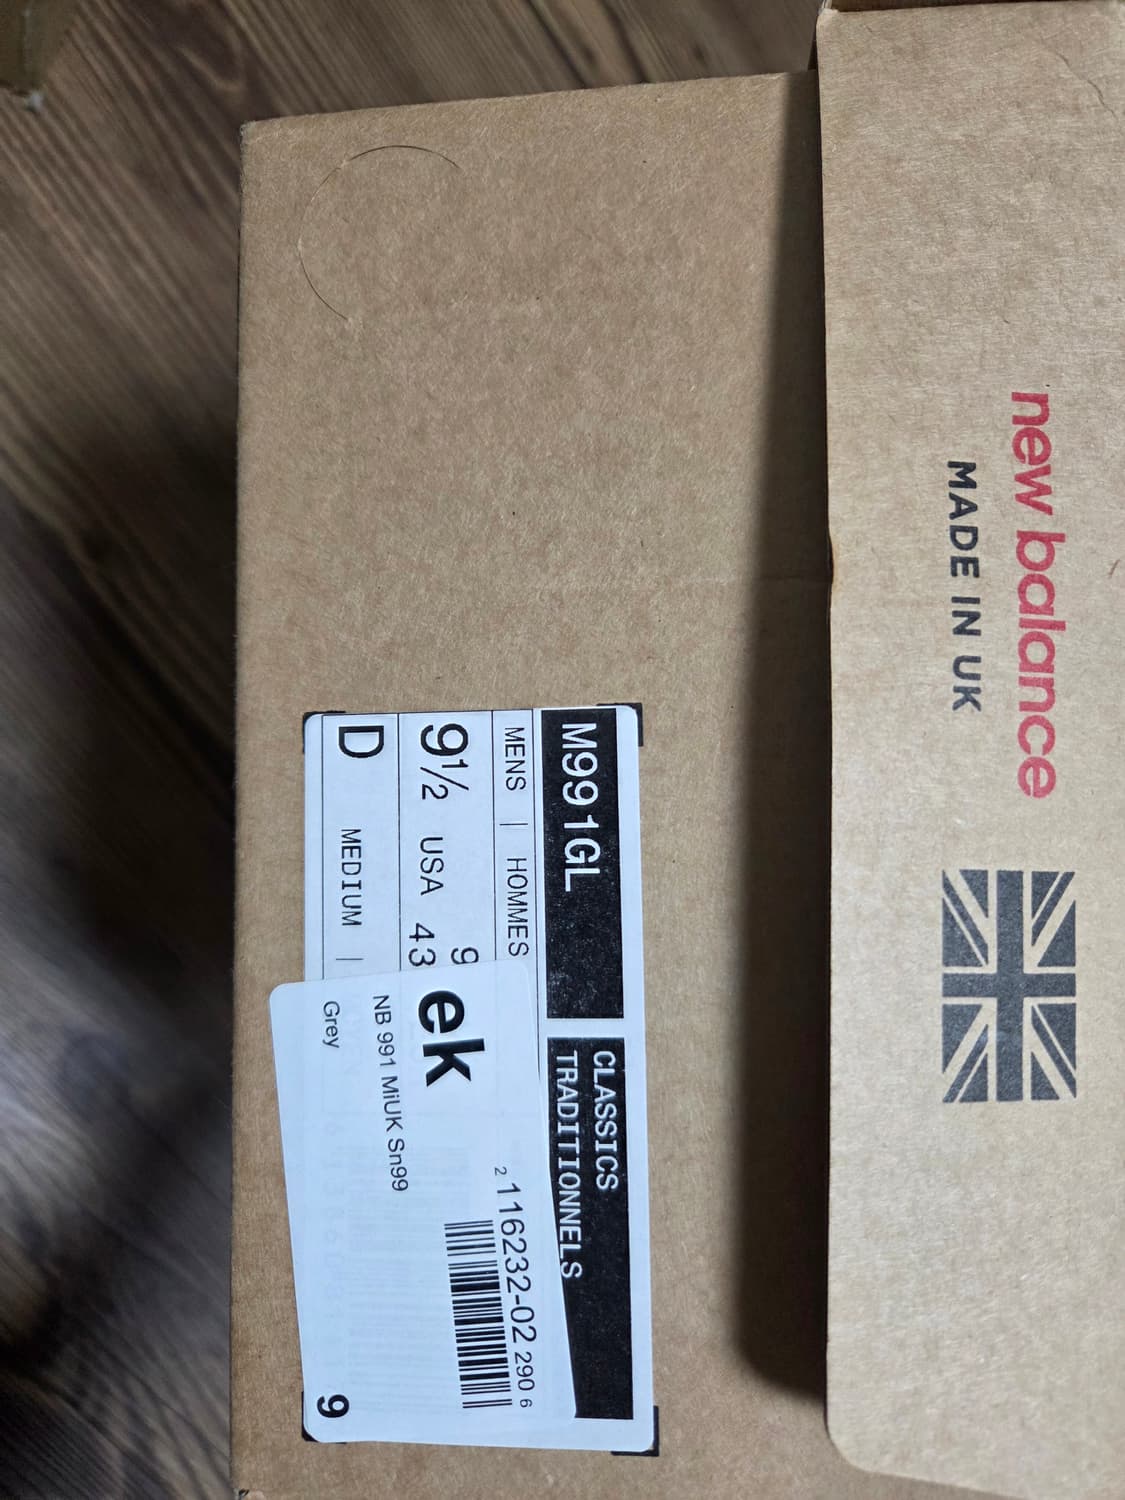 new balance
MADE IN UK
M991GL
CLASSICS
TRADITIONNELS
MENS | HOMMES
9½ USA 43
9
D MEDIUM |
2 116232-02 290 6
ek
NB 991 MiUK Sn99
Grey
9